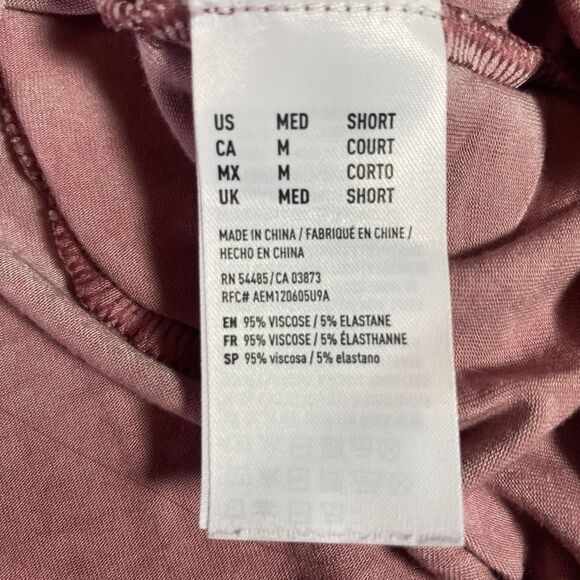 US MED SHORT
CA M COURT
MX M CORTO
UK MED SHORT
MADE IN CHINA / FABRIQUÉ EN CHINE /
HECHO EN CHINA
RN 54485/CA 03873
RFC# AEM120605U9A
EN 95% VISCOSE / 5% ELASTANE
FR 95% VISCOSE / 5% ÉLASTHANNE
SP 95% viscosa / 5% elastano